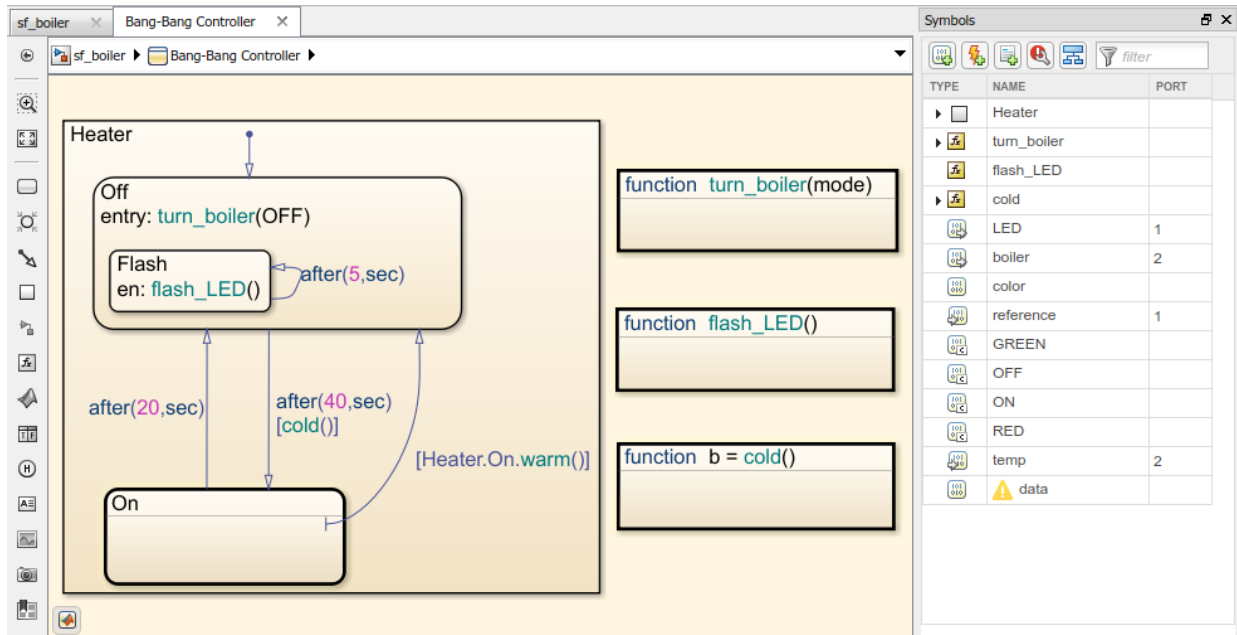 sf_boiler
Bang-Bang Controller
sf_boiler Bang-Bang Controller
Heater
Off
entry: turn_boiler(OFF)
Flash
en: flash_LED()
after(5,sec)
after(20,sec)
after(40,sec)
[cold()]
[Heater.On.warm()]
On
function turn_boiler(mode)
function flash_LED()
function b = cold()
Symbols
filter
TYPE NAME PORT
Heater
turn_boiler
flash_LED
cold
LED 1
boiler 2
color
reference 1
GREEN
OFF
ON
RED
temp 2
data